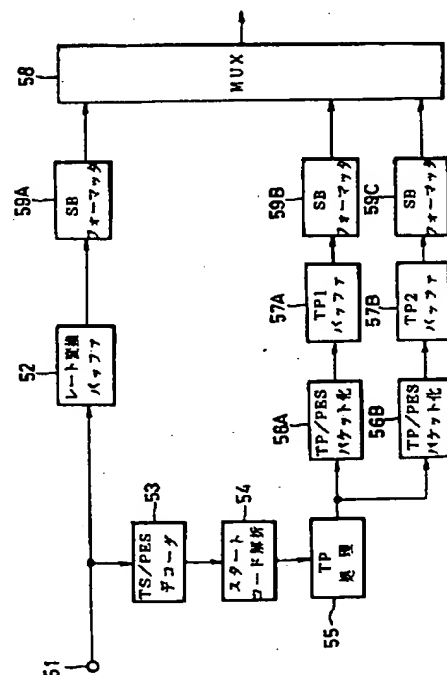 51
52
レート変換
バッファ
59A
SB
フォーマッタ
58
MUX
53
TS/PES
デコーダ
54
スタート
コード解析
55
TP
処理
56A
TP/PES
パケット化
57A
TP1
バッファ
59B
SB
フォーマッタ
56B
TP/PES
パケット化
57B
TP2
バッファ
59C
SB
フォーマッタ